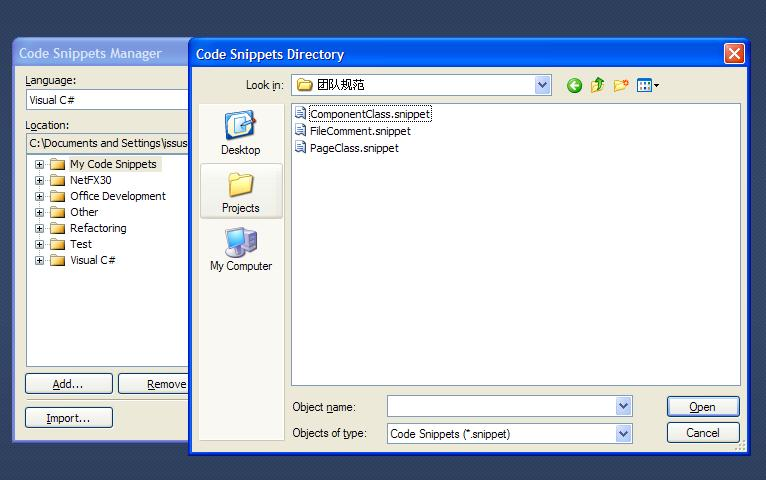 Code Snippets Manager
Language:
Visual C#
Location:
C:\Documents and Settings\issus
My Code Snippets
NetFX30
Office Development
Other
Refactoring
Test
Visual C#
Add...
Remove
Import...
Code Snippets Directory
Look in:
团队规范
Desktop
Projects
My Computer
ComponentClass.snippet
FileComment.snippet
PageClass.snippet
Object name:
Open
Objects of type:
Code Snippets (*.snippet)
Cancel